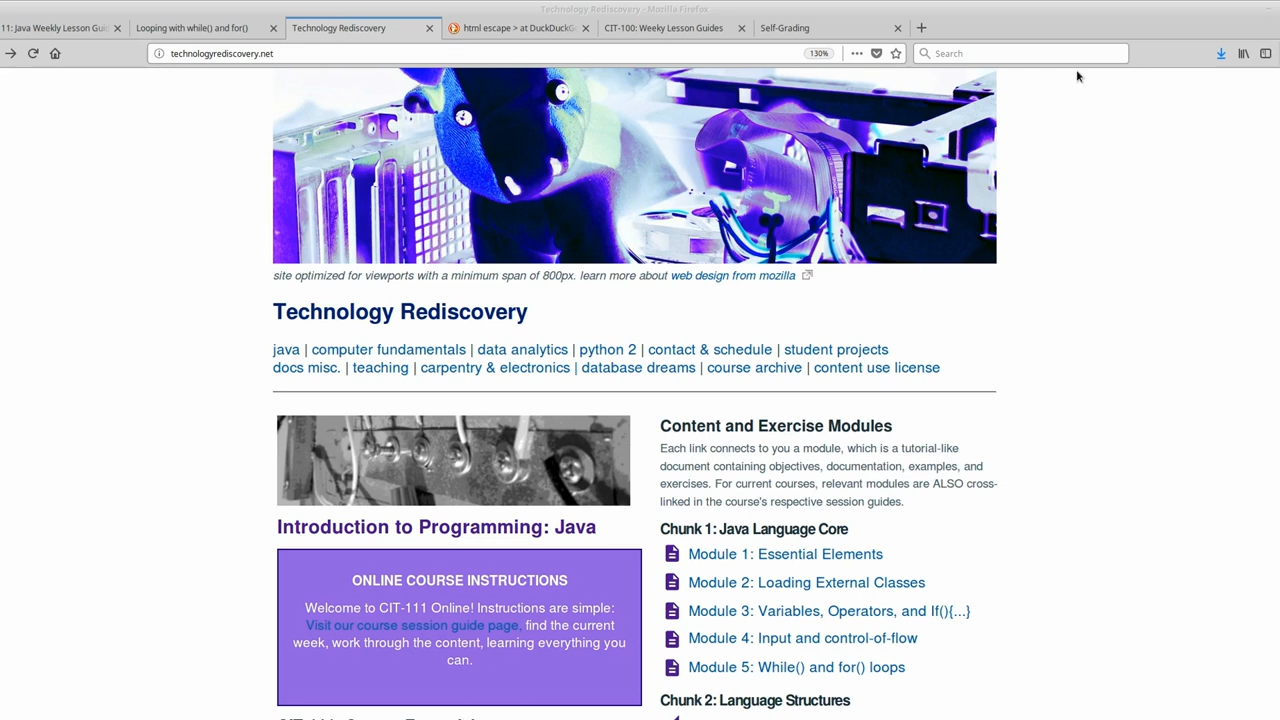 Technology Rediscovery - Mozilla Firefox
11: Java Weekly Lesson Gui
Looping with while() and for()
Technology Rediscovery
html escape > at DuckDuckG
CIT-100: Weeky Lesson Guides
Self-Grading
technologyrediscovery.net
130%
Search
site optimized for viewports with a minimum span of 800px. learn more about web design from mozilla
Technology Rediscovery
java | computer fundamentals | data analytics | python 2 | contact & schedule | student projects
docs misc. | teaching | carpentry & electronics | database dreams | course archive | content use license
Introduction to Programming: Java
ONLINE COURSE INSTRUCTIONS
Welcome to CIT-111 Online! Instructions are simple:
Visit our course session guide page, find the current
week, work through the content, learning everything you
can.
Content and Exercise Modules
Each link connects to you a module, which is a tutorial-like
document containing objectives, documentation, examples, and
exercises. For current courses, relevant modules are ALSO cross-
linked in the course's respective session guides.
Chunk 1: Java Language Core
Module 1: Essential Elements
Module 2: Loading External Classes
Module 3: Variables, Operators, and If(){...}
Module 4: Input and control-of-flow
Module 5: While() and for() loops
Chunk 2: Language Structures